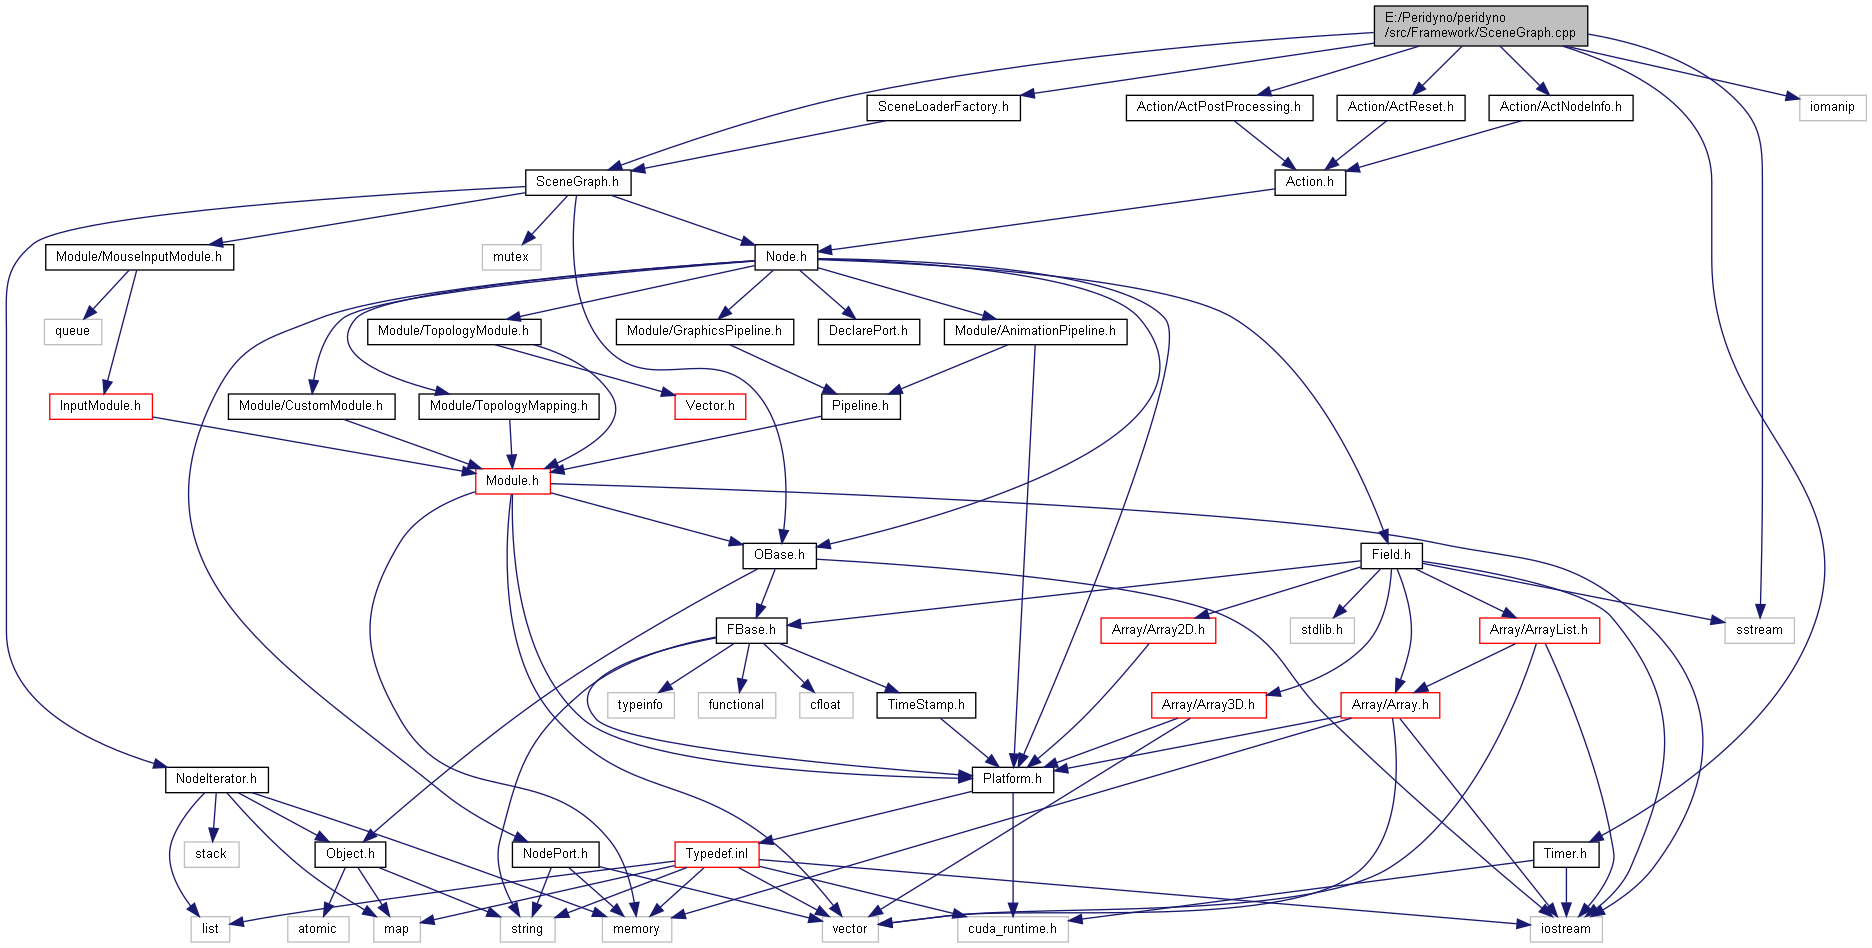 E:/Peridyno/peridyno
/src/Framework/SceneGraph.cpp
SceneLoaderFactory.h
Action/ActPostProcessing.h
Action/ActReset.h
Action/ActNodeInfo.h
iomanip
SceneGraph.h
Action.h
Module/MouseInputModule.h
mutex
Node.h
queue
Module/TopologyModule.h
Module/GraphicsPipeline.h
DeclarePort.h
Module/AnimationPipeline.h
InputModule.h
Module/CustomModule.h
Module/TopologyMapping.h
Vector.h
Pipeline.h
Module.h
OBase.h
Field.h
FBase.h
Array/Array2D.h
stdlib.h
Array/ArrayList.h
sstream
typeinfo
functional
cfloat
TimeStamp.h
Array/Array3D.h
Array/Array.h
NodeIterator.h
Platform.h
stack
Object.h
NodePort.h
Typedef.inl
Timer.h
list
atomic
map
string
memory
vector
cuda_runtime.h
iostream